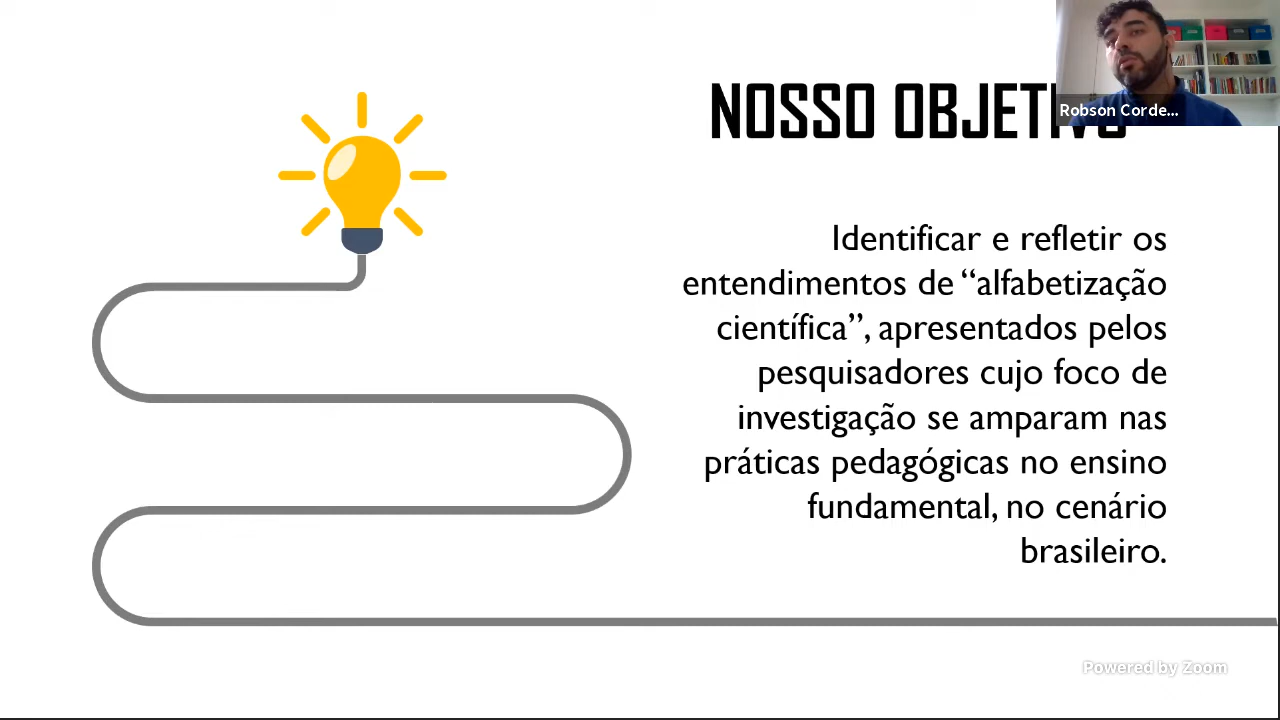 NOSSO OBJETIVO
Robson Corde...
Identificar e refletir os
entendimentos de “alfabetização
científica”, apresentados pelos
pesquisadores cujo foco de
investigação se amparam nas
práticas pedagógicas no ensino
fundamental, no cenário
brasileiro.
Powered by Zoom